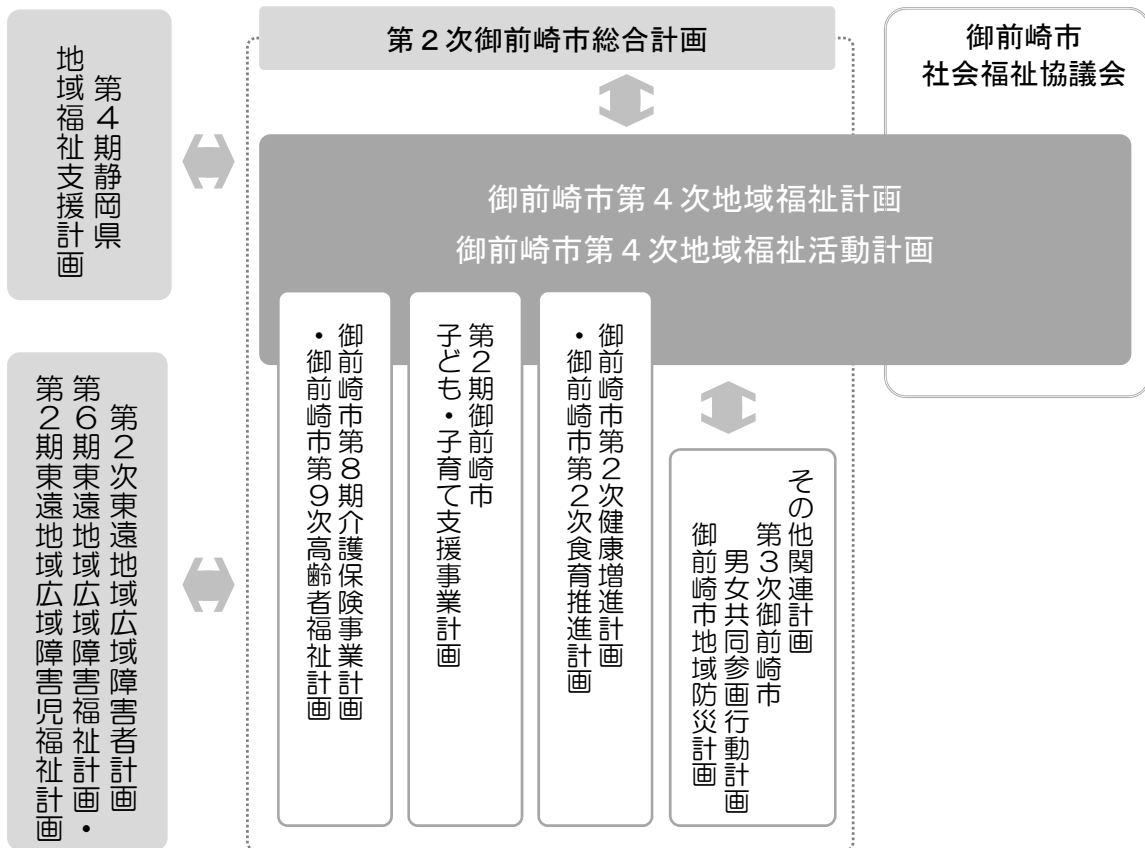 第２次御前崎市総合計画
御前崎市
社会福祉協議会
第４期静岡県
地域福祉支援計画
御前崎市第４次地域福祉計画
御前崎市第４次地域福祉活動計画
第２次東遠地域広域障害者計画
第６期東遠地域広域障害福祉計画・
第２期東遠地域広域障害児福祉計画
御前崎市第８期介護保険事業計画
・御前崎市第９次高齢者福祉計画
第２期御前崎市
子ども・子育て支援事業計画
御前崎市第２次健康増進計画
・御前崎市第２次食育推進計画
その他関連計画
第３次御前崎市
男女共同参画行動計画
御前崎市地域防災計画